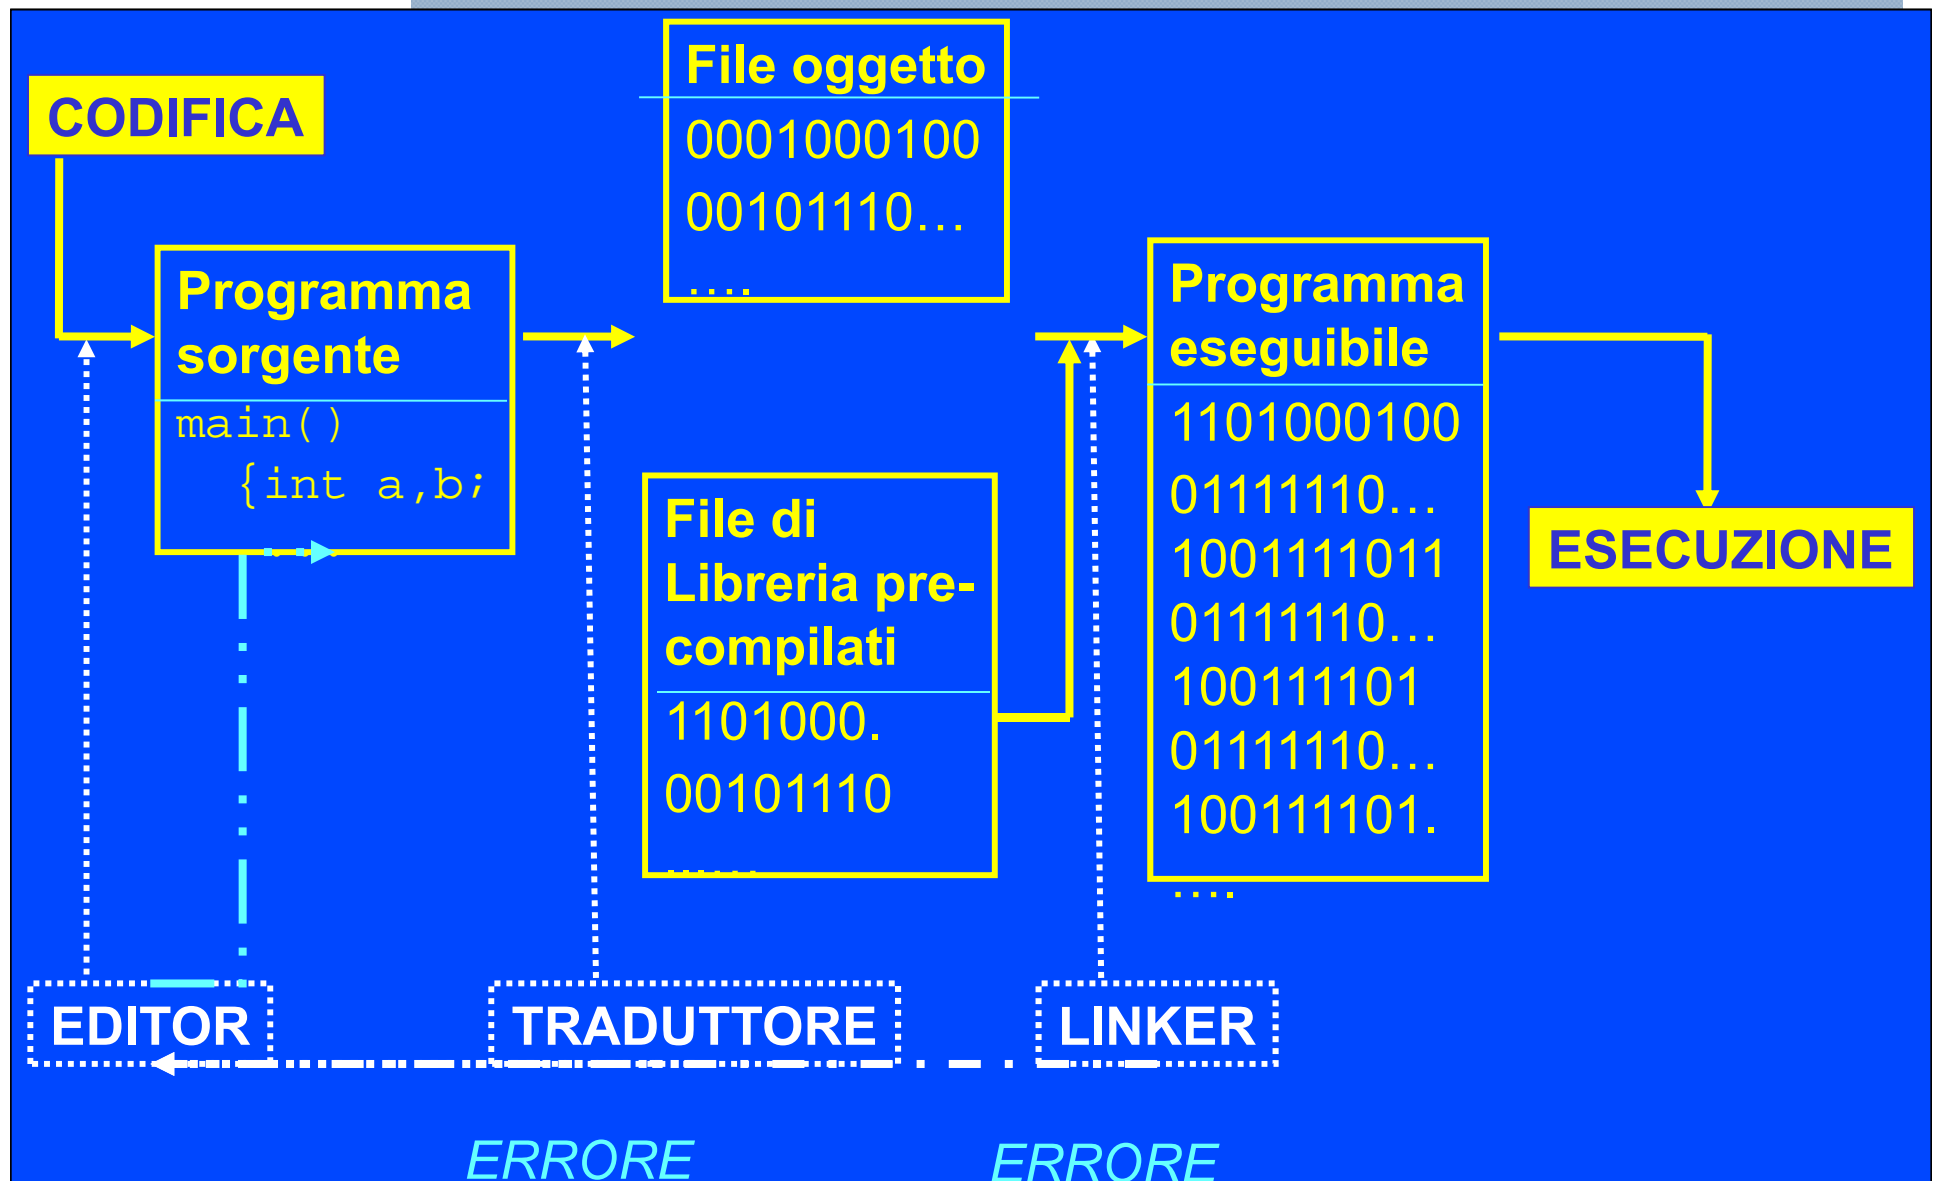 CODIFICA
Programma
sorgente
main()
{int a,b;
File oggetto
0001000100
00101110…
….
File di
Libreria pre-
compilati
1101000.
00101110
……
Programma
eseguibile
1101000100
01111110…
1001111011
01111110…
100111101
01111110…
100111101.
….
ESECUZIONE
EDITOR
TRADUTTORE
LINKER
ERRORE
ERRORE